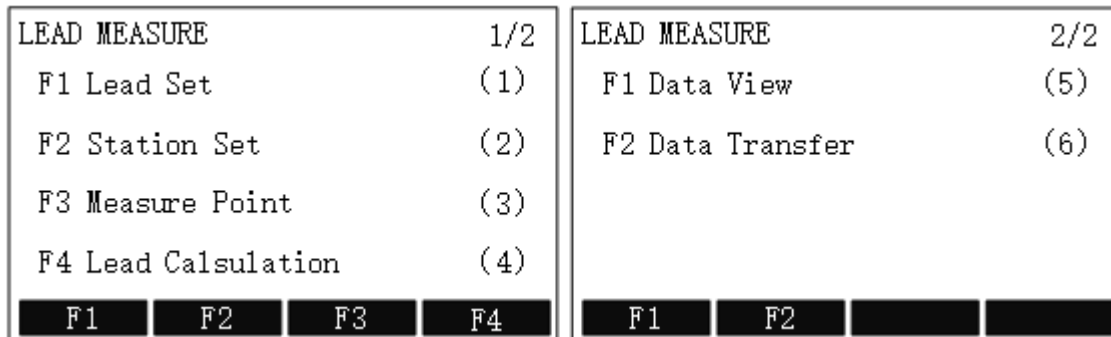 LEAD MEASURE 1/2
F1 Lead Set (1)
F2 Station Set (2)
F3 Measure Point (3)
F4 Lead Calsulation (4)
F1 F2 F3 F4
LEAD MEASURE 2/2
F1 Data View (5)
F2 Data Transfer (6)
F1 F2